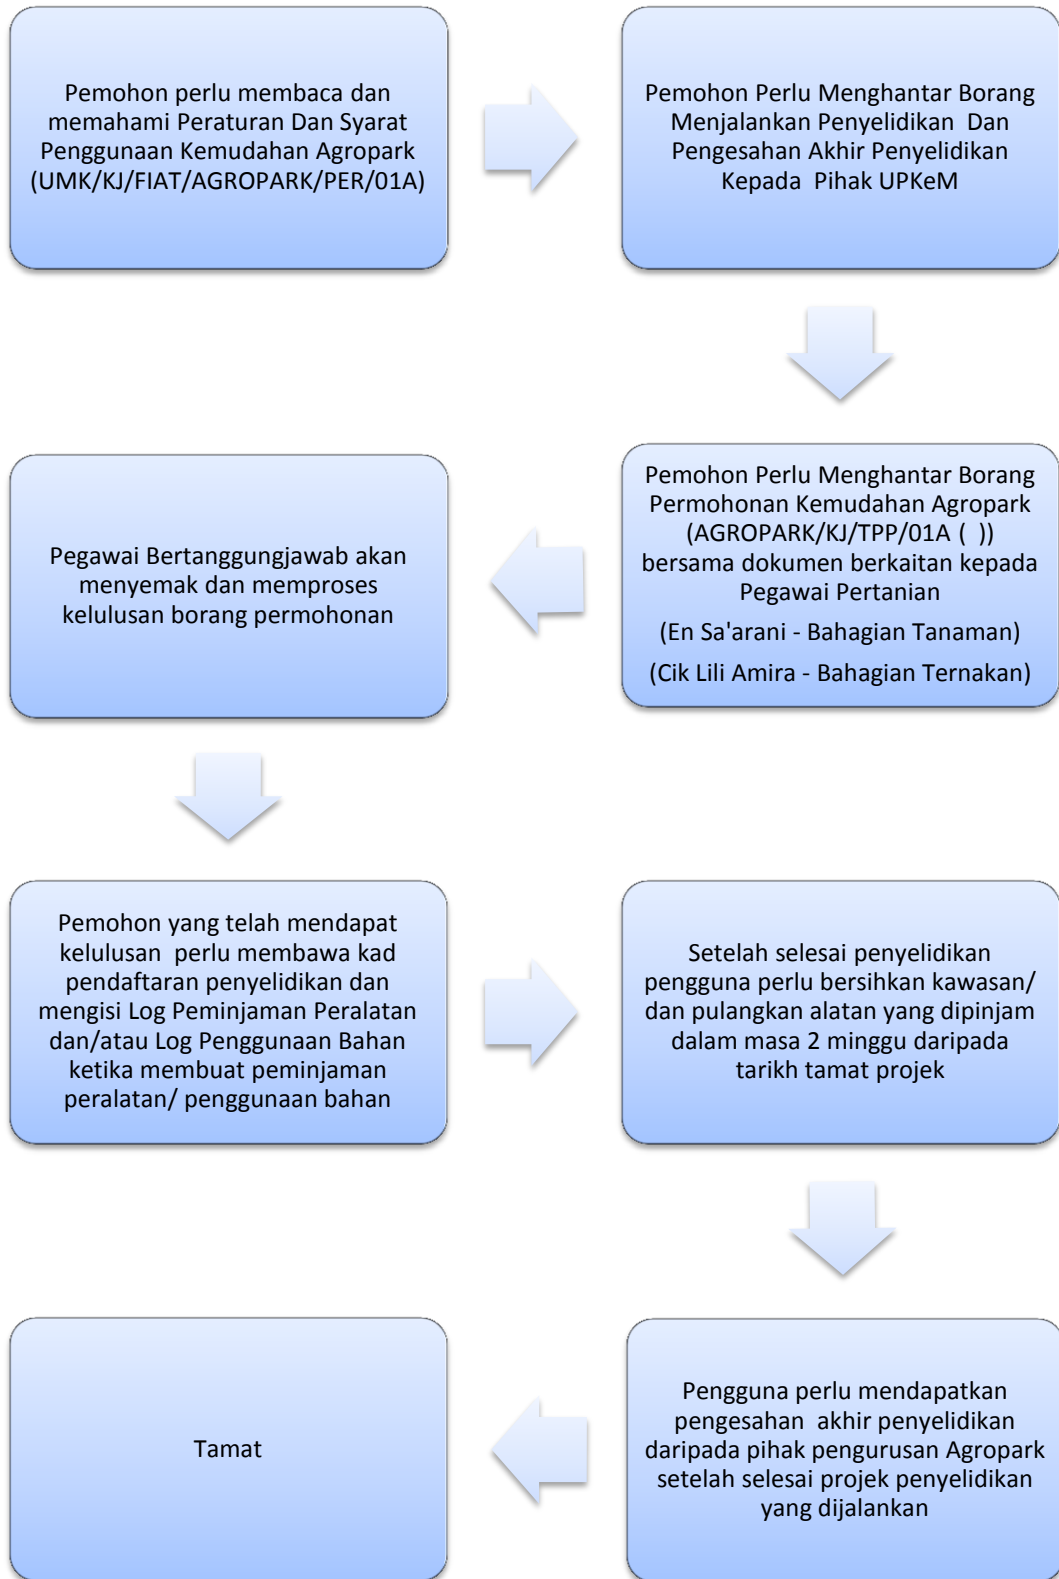 Pemohon perlu membaca dan
memahami Peraturan Dan Syarat
Penggunaan Kemudahan Agropark
(UMK/KJ/FIAT/AGROPARK/PER/01A)
Pemohon Perlu Menghantar Borang
Menjalankan Penyelidikan Dan
Pengesahan Akhir Penyelidikan
Kepada Pihak UPKeM
Pemohon Perlu Menghantar Borang
Permohonan Kemudahan Agropark
(AGROPARK/KJ/TPP/01A ( ))
bersama dokumen berkaitan kepada
Pegawai Pertanian
(En Sa'arani - Bahagian Tanaman)
(Cik Lili Amira - Bahagian Ternakan)
Pegawai Bertanggungjawab akan
menyemak dan memproses
kelulusan borang permohonan
Pemohon yang telah mendapat
kelulusan perlu membawa kad
pendaftaran penyelidikan dan
mengisi Log Peminjaman Peralatan
dan/atau Log Penggunaan Bahan
ketika membuat peminjaman
peralatan/ penggunaan bahan
Setelah selesai penyelidikan
pengguna perlu bersihkan kawasan/
dan pulangkan alatan yang dipinjam
dalam masa 2 minggu daripada
tarikh tamat projek
Pengguna perlu mendapatkan
pengesahan akhir penyelidikan
daripada pihak pengurusan Agropark
setelah selesai projek penyelidikan
yang dijalankan
Tamat